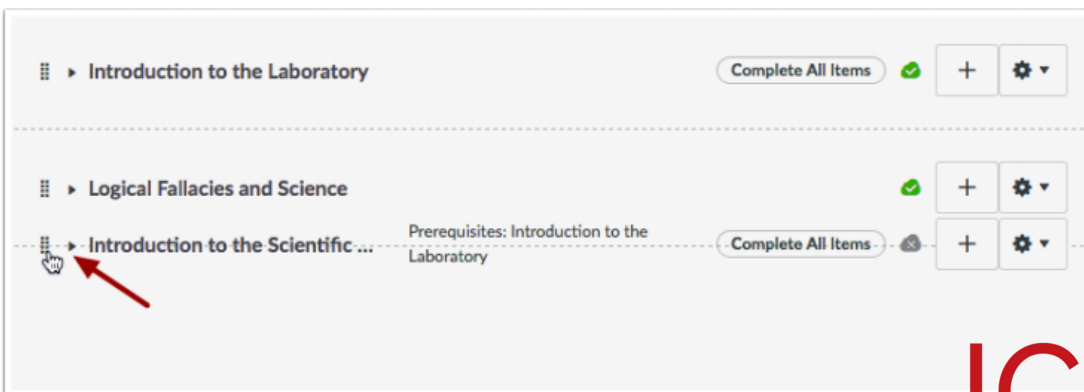 Introduction to the Laboratory
Complete All Items
Logical Fallacies and Science
Introduction to the Scientific ...
Prerequisites: Introduction to the
Laboratory
Complete All Items
IC